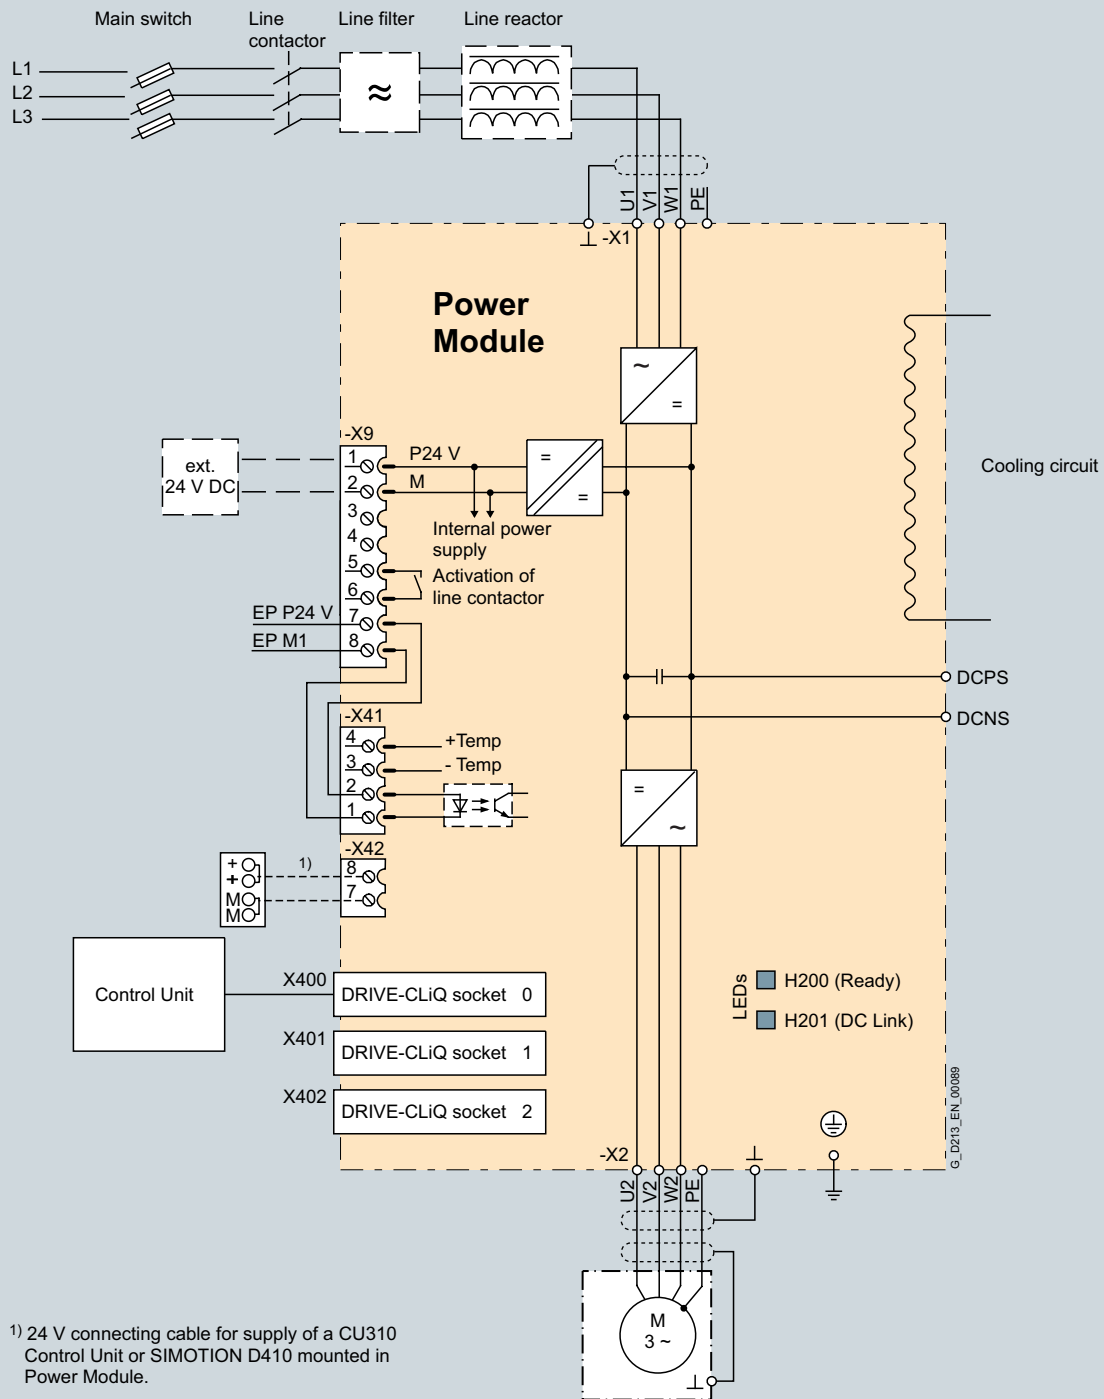 Main switch
Line
contactor
Line filter
Line reactor
L1
L2
L3
≈
U1
V1
W1
PE
-X1
Power
Module
~
=
-X9
1
P24 V
2
M
3
4
5
6
7
8
ext.
24 V DC
=
=
Internal power
supply
Activation of
line contactor
EP P24 V
EP M1
Cooling circuit
DCPS
DCNS
-X41
4
+Temp
3
- Temp
2
1
=
~
-X42
8
7
+
+
M
M
1)
Control Unit
X400
DRIVE-CLiQ socket 0
X401
DRIVE-CLiQ socket 1
X402
DRIVE-CLiQ socket 2
LEDs
H200 (Ready)
H201 (DC Link)
G_D213_EN_00089
-X2
U2
V2
W2
PE
M
3 ~
1) 24 V connecting cable for supply of a CU310
Control Unit or SIMOTION D410 mounted in
Power Module.